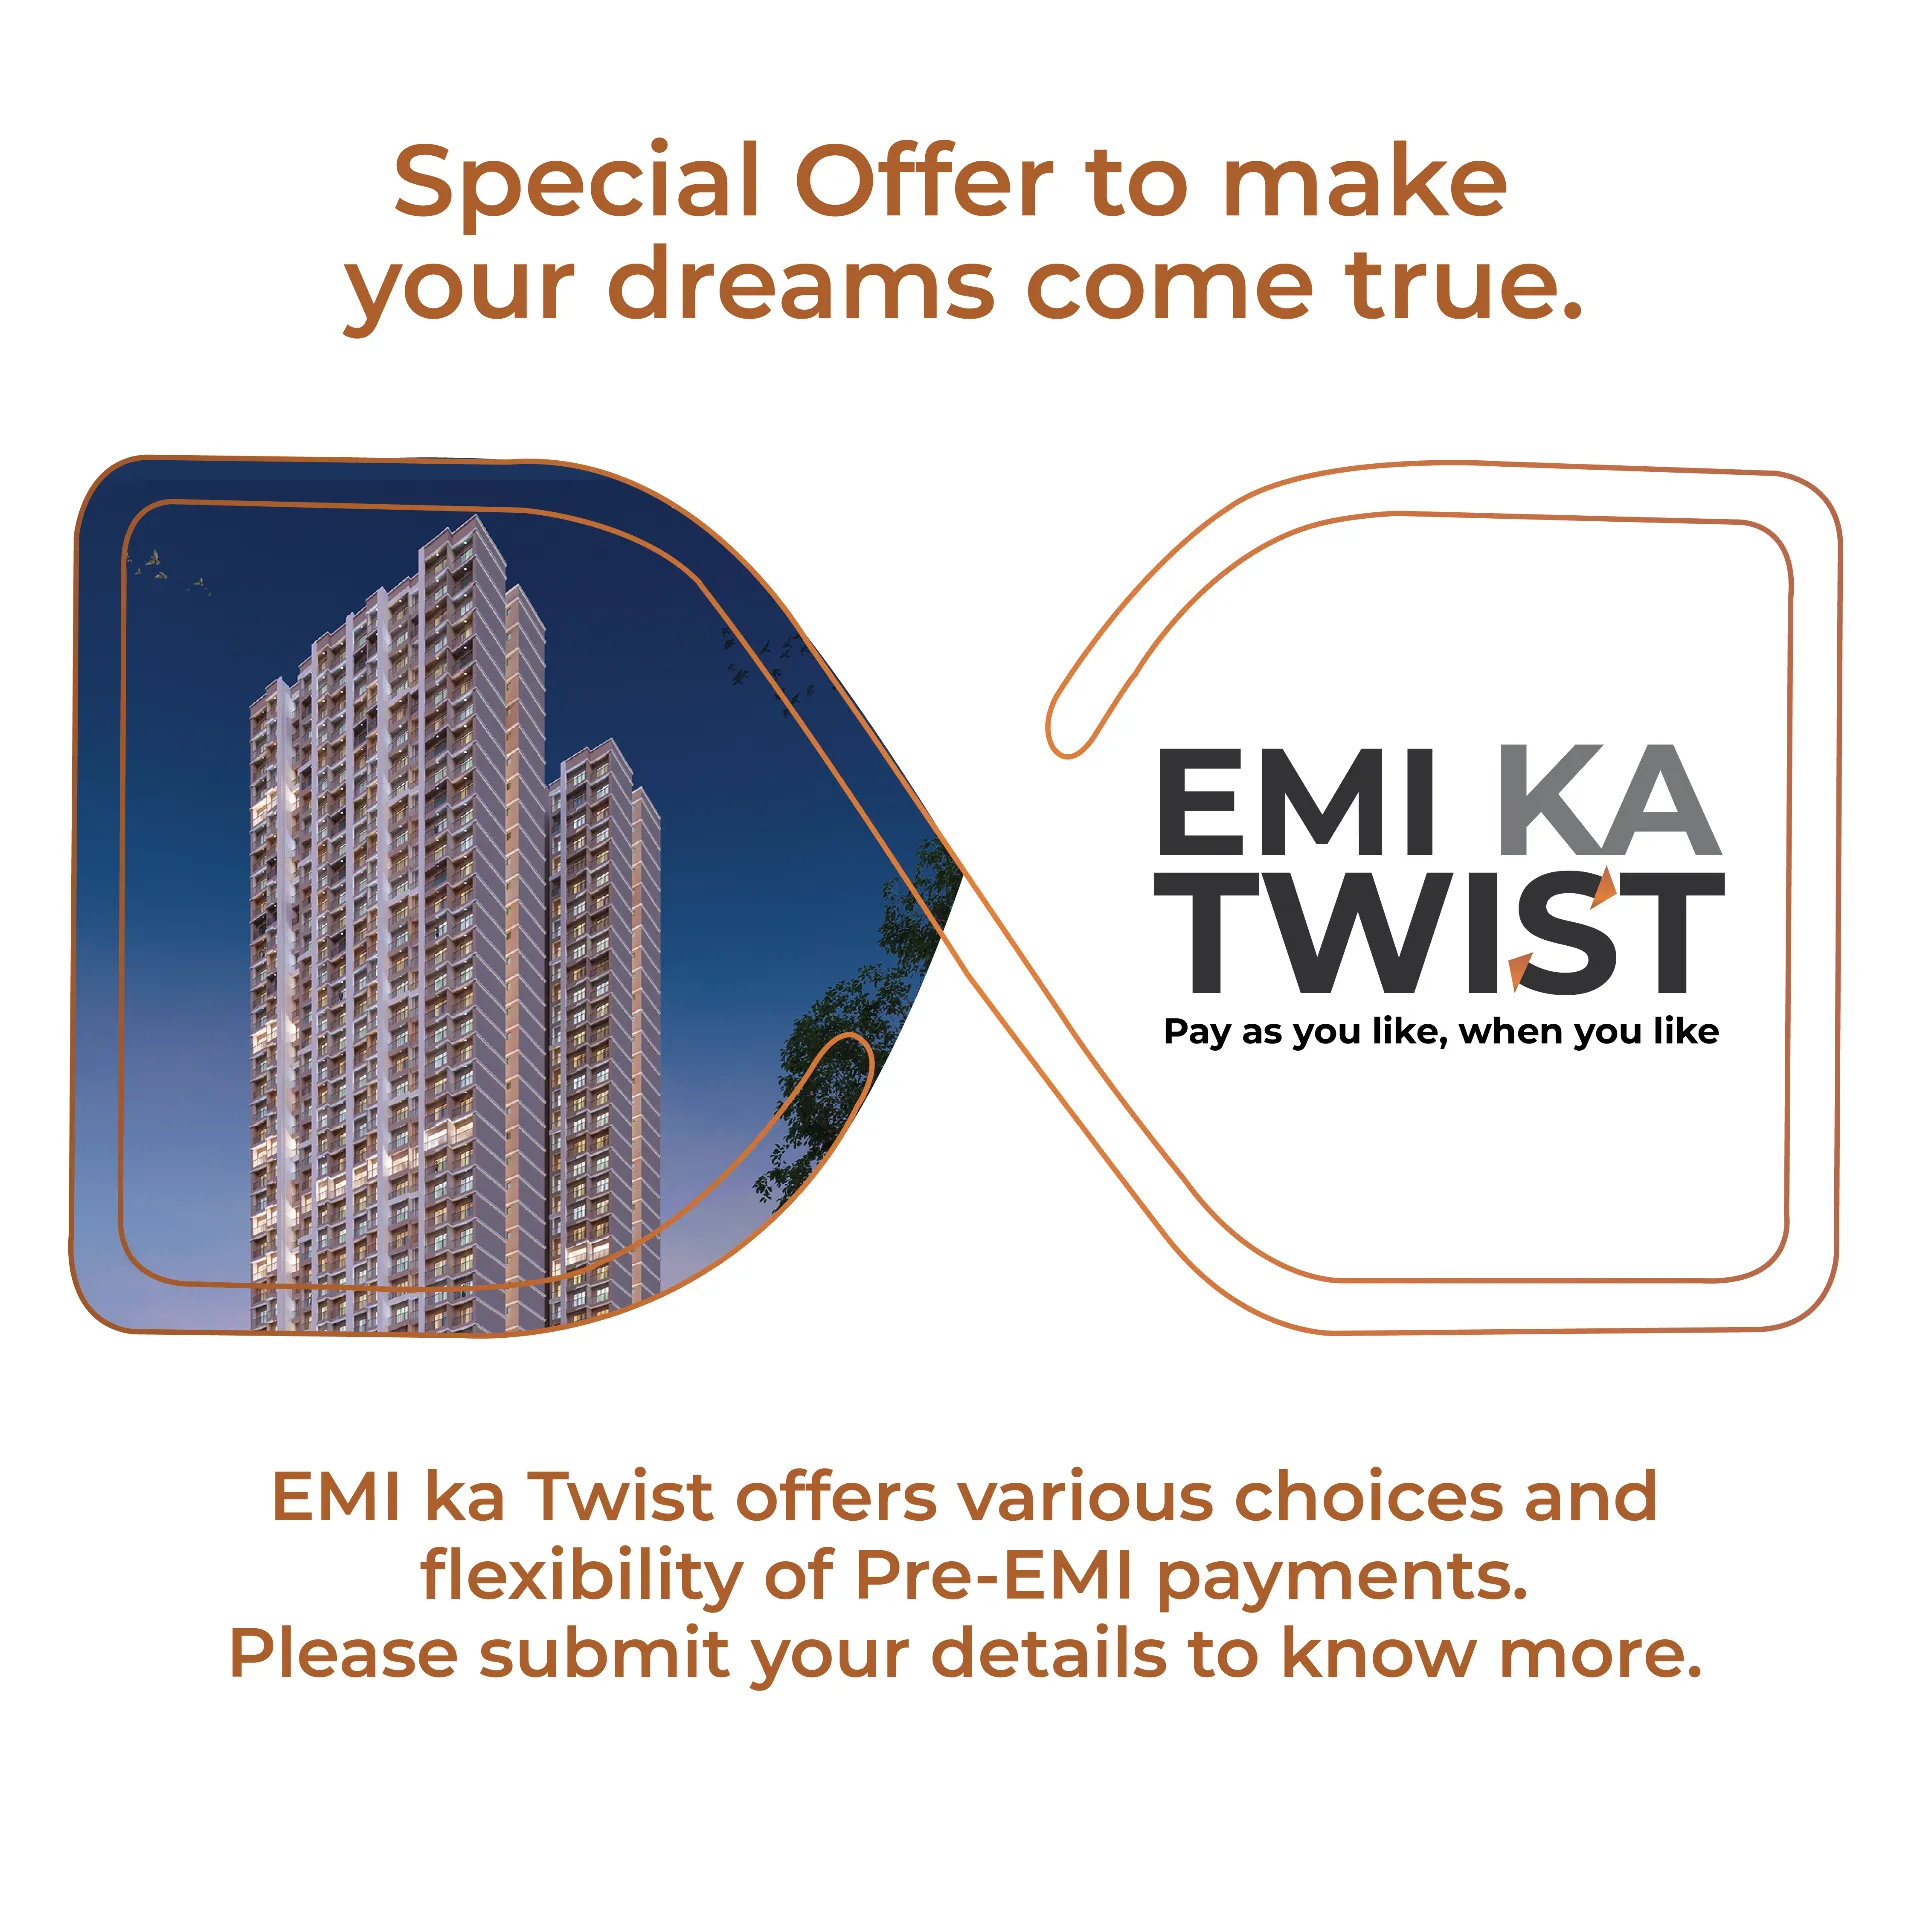 Special Offer to make
your dreams come true.
EMI KA
TWIST
Pay as you like, when you like
EMI ka Twist offers various choices and
flexibility of Pre-EMI payments.
Please submit your details to know more.